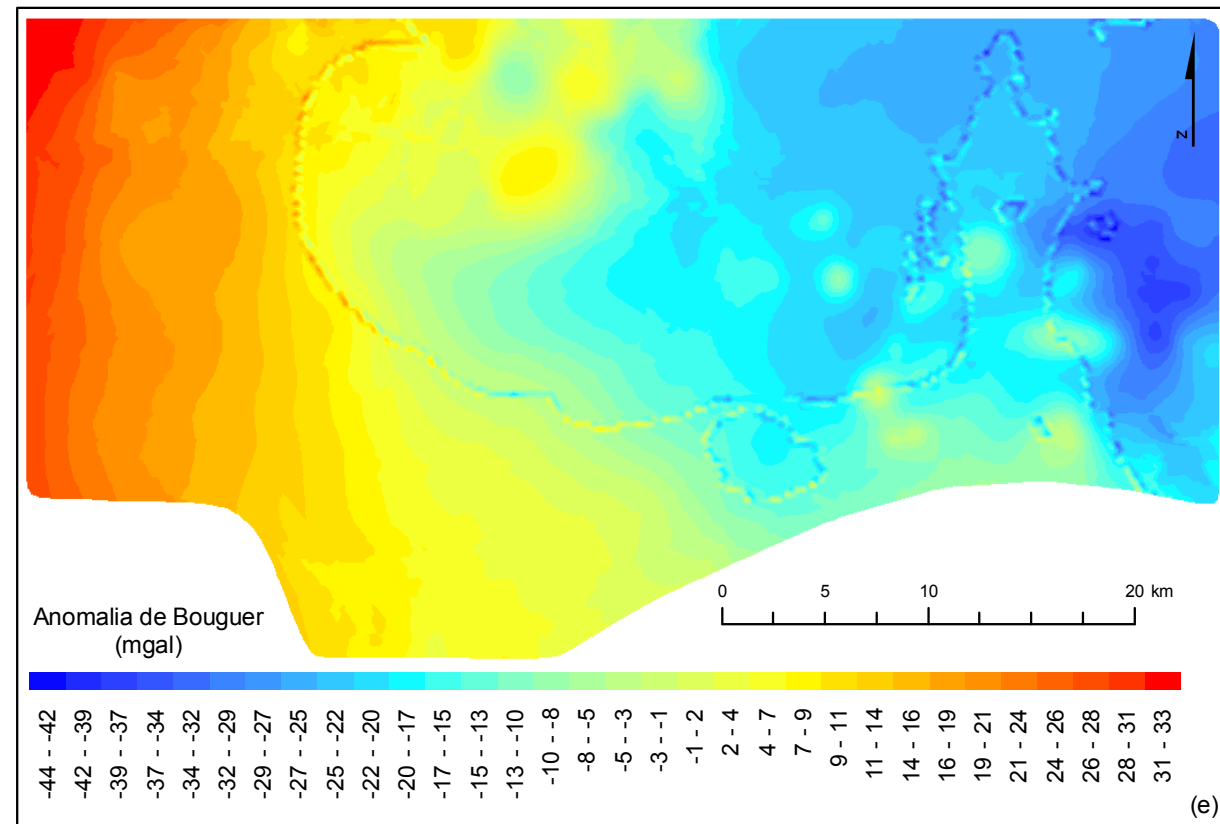 z
0 5 10 20 km
Anomalia de Bouguer
(mgal)
-44 - -42
-42 - -39
-39 - -37
-37 - -34
-34 - -32
-32 - -29
-29 - -27
-27 - -25
-25 - -22
-22 - -20
-20 - -17
-17 - -15
-15 - -13
-13 - -10
-10 - -8
-8 - -5
-5 - -3
-3 - -1
-1 - 2
2 - 4
4 - 7
7 - 9
9 - 11
11 - 14
14 - 16
16 - 19
19 - 21
21 - 24
24 - 26
26 - 28
28 - 31
31 - 33
(e)